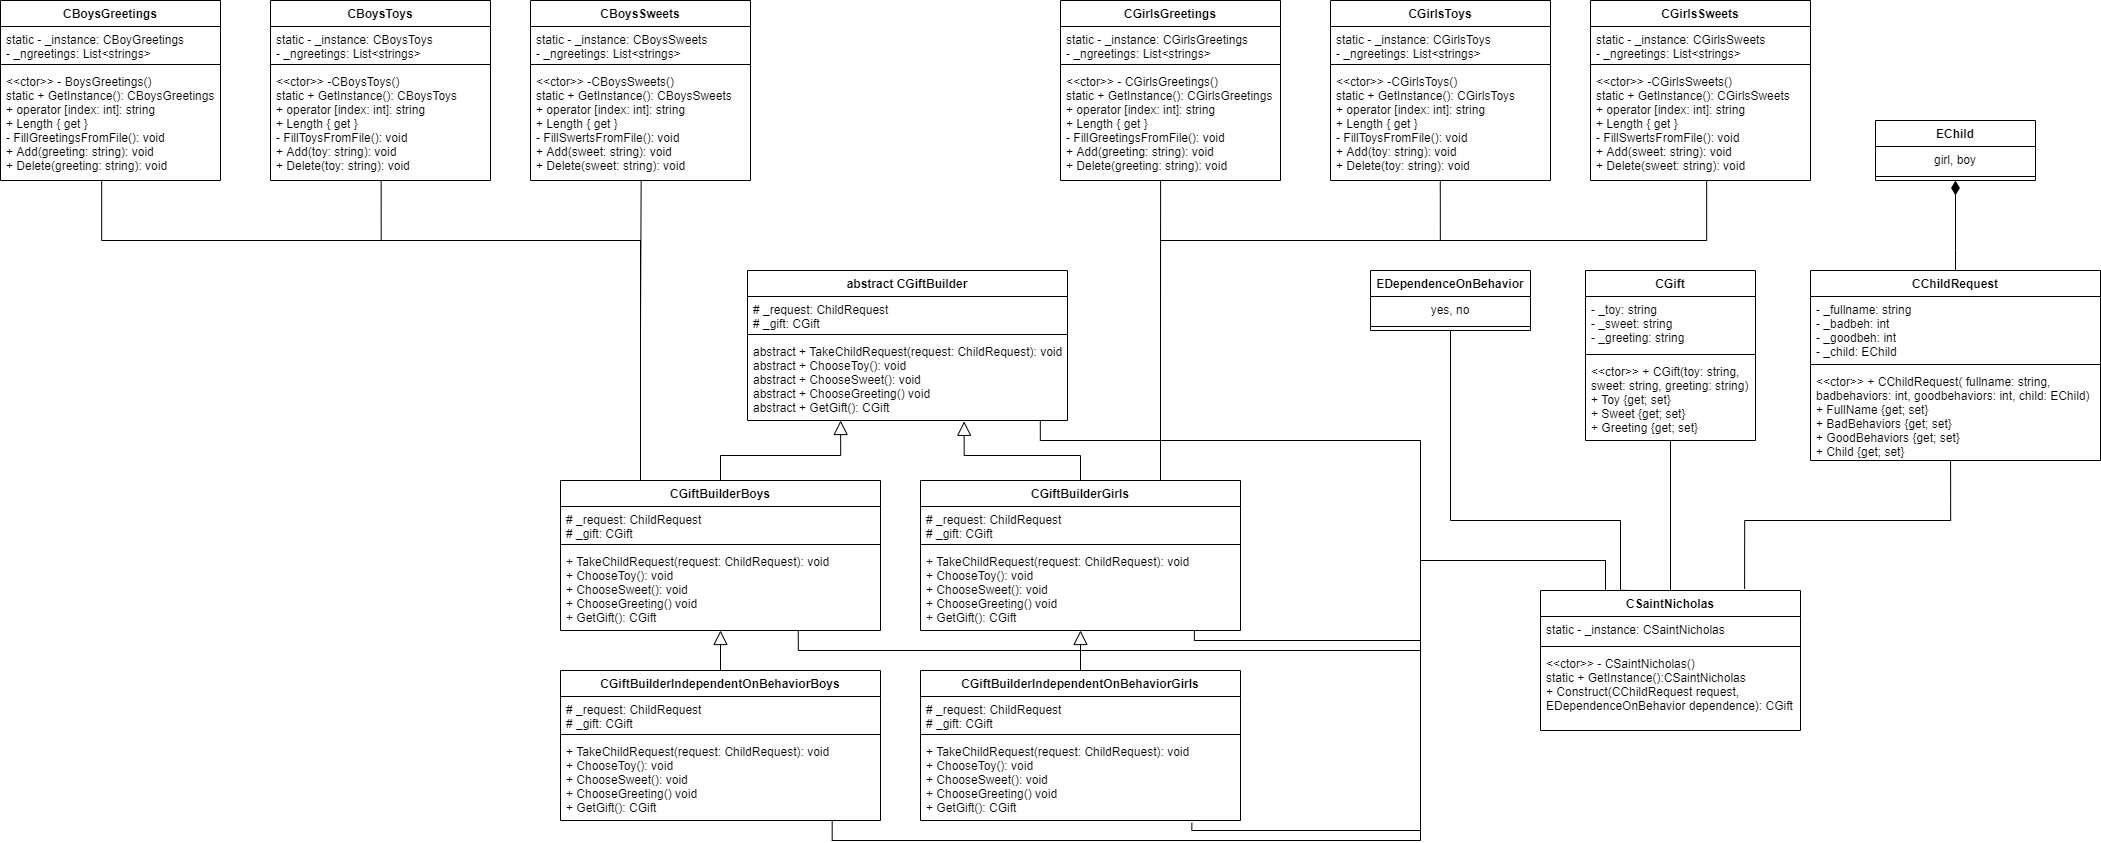 CBoysGreetings
static - _instance: CBoyGreetings
- _ngreetings: List<strings>
<<ctor>> - BoysGreetings()
static + GetInstance(): CBoysGreetings
+ operator [index: int]: string
+ Length { get }
- FillGreetingsFromFile(): void
+ Add(greeting: string): void
+ Delete(greeting: string): void
CBoysToys
static - _instance: CBoysToys
- _ngreetings: List<strings>
<<ctor>> -CBoysToys()
static + GetInstance(): CBoysToys
+ operator [index: int]: string
+ Length { get }
- FillToysFromFile(): void
+ Add(toy: string): void
+ Delete(toy: string): void
CBoysSweets
static - _instance: CBoysSweets
- _ngreetings: List<strings>
<<ctor>> -CBoysSweets()
static + GetInstance(): CBoysSweets
+ operator [index: int]: string
+ Length { get }
- FillSwertsFromFile(): void
+ Add(sweet: string): void
+ Delete(sweet: string): void
CGirlsGreetings
static - _instance: CGirlsGreetings
- _ngreetings: List<strings>
<<ctor>> - CGirlsGreetings()
static + GetInstance(): CGirlsGreetings
+ operator [index: int]: string
+ Length { get }
- FillGreetingsFromFile(): void
+ Add(greeting: string): void
+ Delete(greeting: string): void
CGirlsToys
static - _instance: CGirlsToys
- _ngreetings: List<strings>
<<ctor>> -CGirlsToys()
static + GetInstance(): CGirlsToys
+ operator [index: int]: string
+ Length { get }
- FillToysFromFile(): void
+ Add(toy: string): void
+ Delete(toy: string): void
CGirlsSweets
static - _instance: CGirlsSweets
- _ngreetings: List<strings>
<<ctor>> -CGirlsSweets()
static + GetInstance(): CGirlsSweets
+ operator [index: int]: string
+ Length { get }
- FillSwertsFromFile(): void
+ Add(sweet: string): void
+ Delete(sweet: string): void
EChild
girl, boy
abstract CGiftBuilder
# _request: ChildRequest
# _gift: CGift
abstract + TakeChildRequest(request: ChildRequest): void
abstract + ChooseToy(): void
abstract + ChooseSweet(): void
abstract + ChooseGreeting() void
abstract + GetGift(): CGift
EDependenceOnBehavior
yes, no
CGift
- _toy: string
- _sweet: string
- _greeting: string
<<ctor>> + CGift(toy: string,
sweet: string, greeting: string)
+ Toy {get; set}
+ Sweet {get; set}
+ Greeting {get; set}
CChildRequest
- _fullname: string
- _badbeh: int
- _goodbeh: int
- _child: EChild
<<ctor>> + CChildRequest( fullname: string,
badbehaviors: int, goodbehaviors: int, child: EChild)
+ FullName {get; set}
+ BadBehaviors {get; set}
+ GoodBehaviors {get; set}
+ Child {get; set}
CGiftBuilderBoys
# _request: ChildRequest
# _gift: CGift
+ TakeChildRequest(request: ChildRequest): void
+ ChooseToy(): void
+ ChooseSweet(): void
+ ChooseGreeting() void
+ GetGift(): CGift
CGiftBuilderGirls
# _request: ChildRequest
# _gift: CGift
+ TakeChildRequest(request: ChildRequest): void
+ ChooseToy(): void
+ ChooseSweet(): void
+ ChooseGreeting() void
+ GetGift(): CGift
CSaintNicholas
static - _instance: CSaintNicholas
<<ctor>> - CSaintNicholas()
static + GetInstance():CSaintNicholas
+ Construct(CChildRequest request,
EDependenceOnBehavior dependence): CGift
CGiftBuilderIndependentOnBehaviorBoys
# _request: ChildRequest
# _gift: CGift
+ TakeChildRequest(request: ChildRequest): void
+ ChooseToy(): void
+ ChooseSweet(): void
+ ChooseGreeting() void
+ GetGift(): CGift
CGiftBuilderIndependentOnBehaviorGirls
# _request: ChildRequest
# _gift: CGift
+ TakeChildRequest(request: ChildRequest): void
+ ChooseToy(): void
+ ChooseSweet(): void
+ ChooseGreeting() void
+ GetGift(): CGift